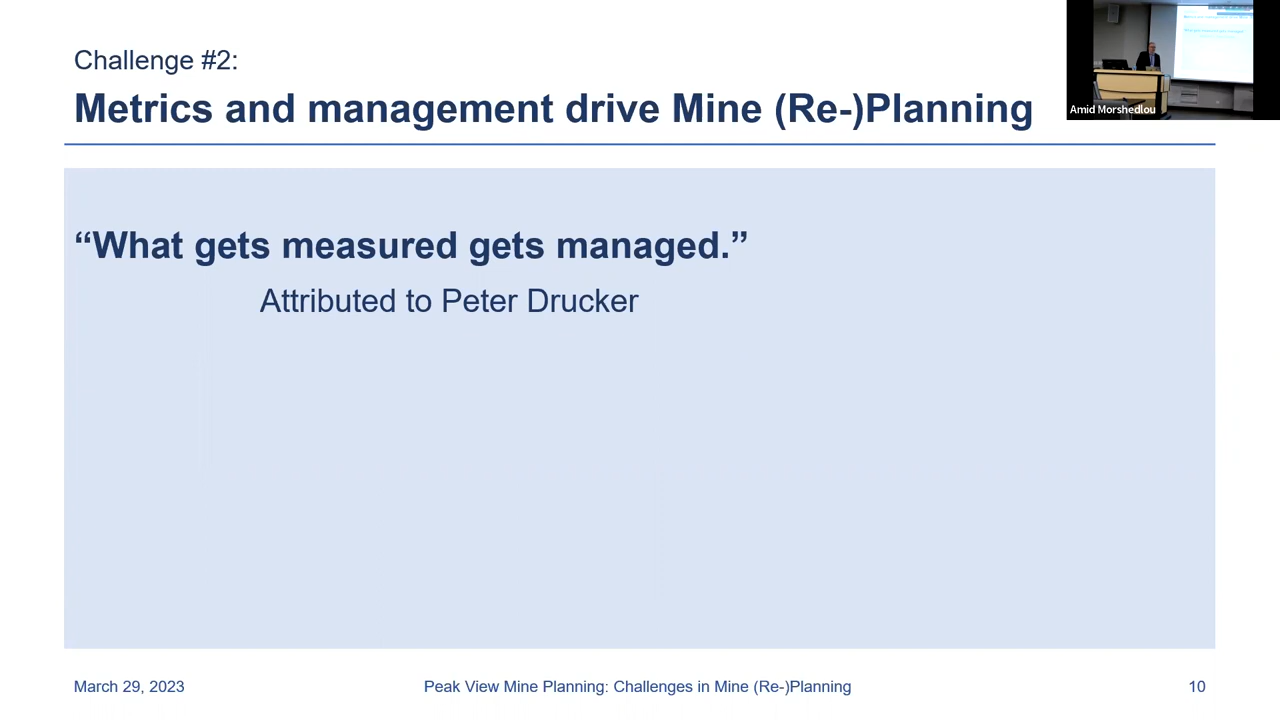 Challenge #2:
Metrics and management drive Mine (Re-)Planning
Amid Morshedlou
“What gets measured gets managed.”
Attributed to Peter Drucker
March 29, 2023
Peak View Mine Planning: Challenges in Mine (Re-)Planning
10